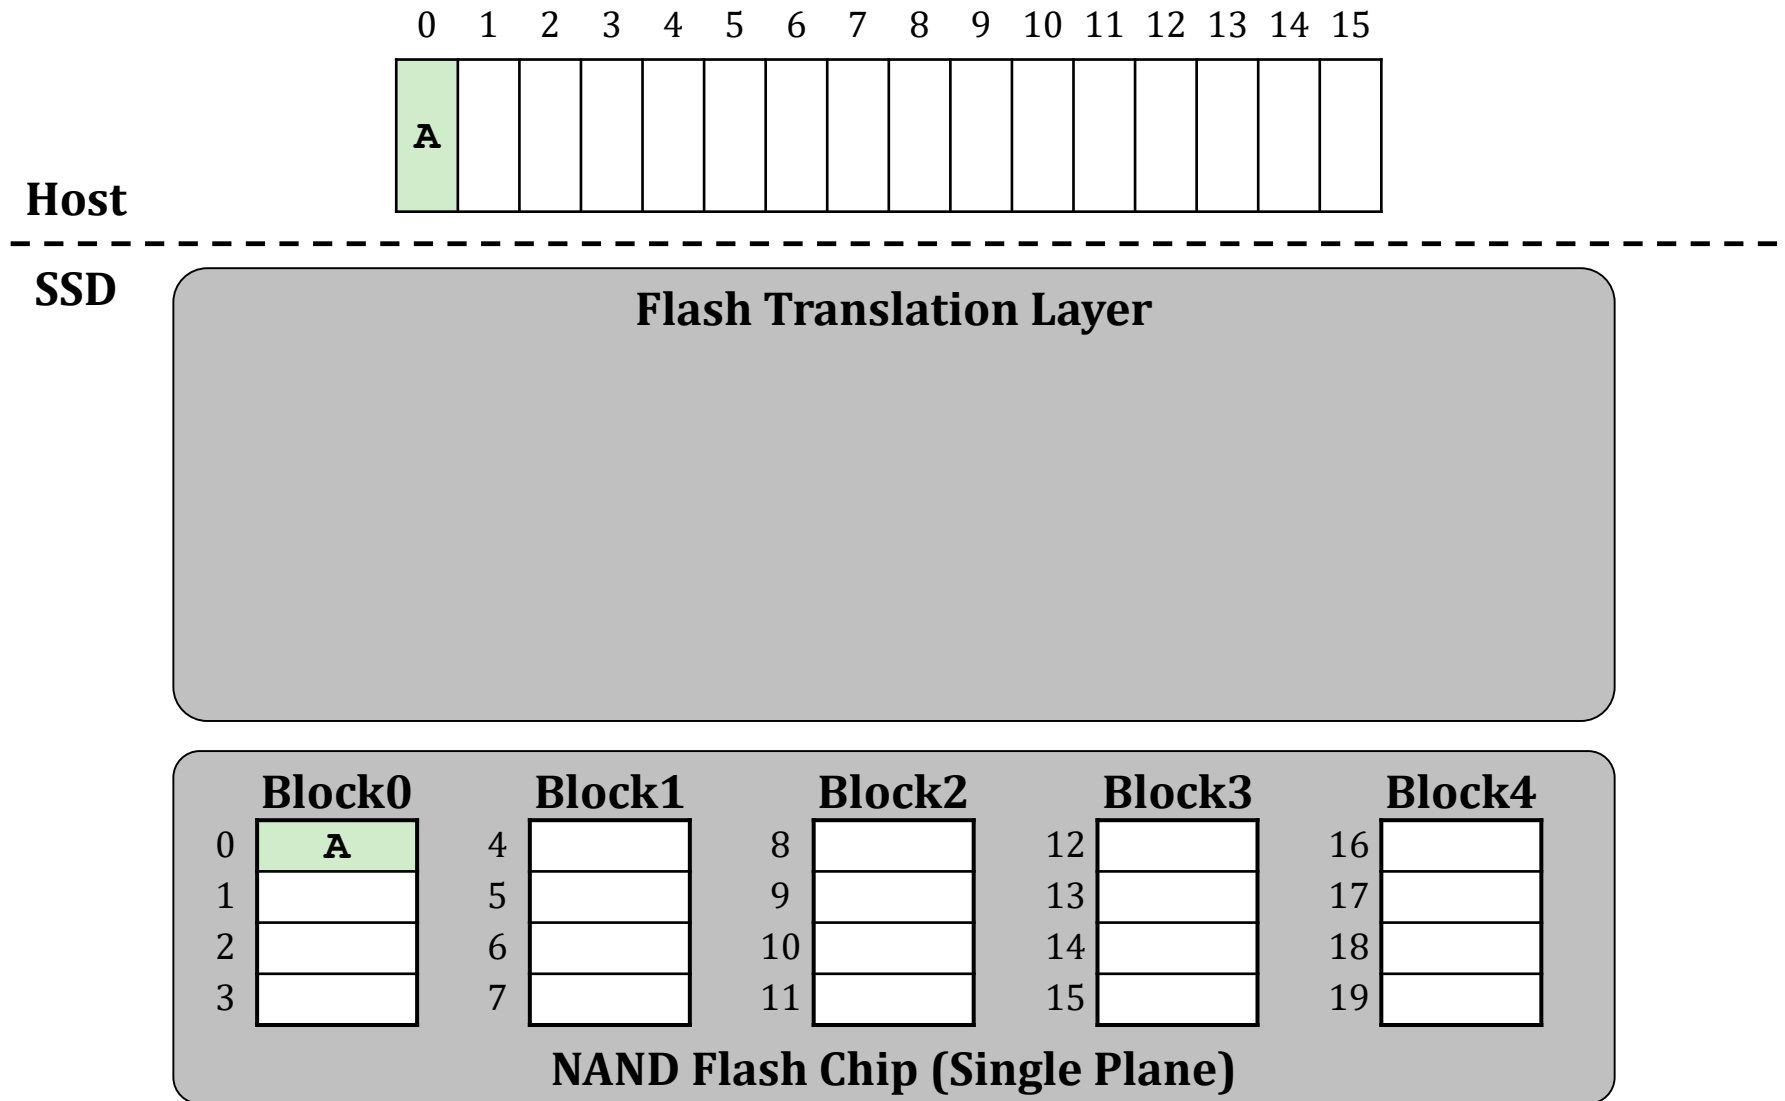 0 1 2 3 4 5 6 7 8 9 10 11 12 13 14 15
A
Host
SSD
Flash Translation Layer
Block0 Block1 Block2 Block3 Block4
0 A 4 8 12 16
1 5 9 13 17
2 6 10 14 18
3 7 11 15 19
NAND Flash Chip (Single Plane)